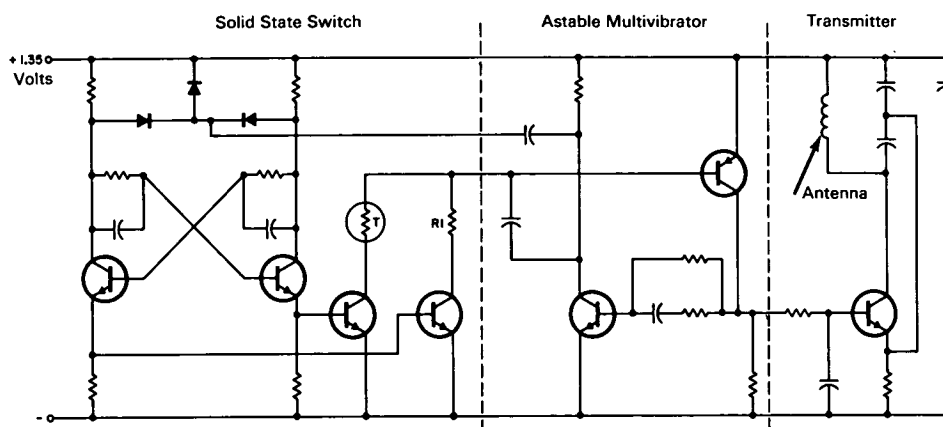 Solid State Switch
Astable Multivibrator
Transmitter
+ 1.35
Volts
Antenna
T
R1
-